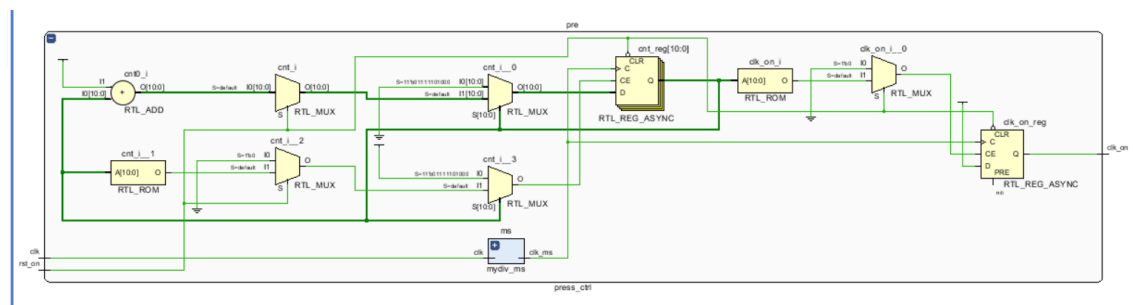 pre
cnt0_i
I1
I0[10:0]
O[10:0]
RTL_ADD
cnt_i
S=default
I0[10:0]
O[10:0]
S
RTL_MUX
cnt_i__0
I0[10:0]
S=default
I1[10:0]
O[10:0]
S[10:0]
RTL_MUX
cnt_reg[10:0]
CLR
C
CE
D
Q
RTL_REG_ASYNC
clk_on_i
A[10:0]
O
RTL_ROM
clk_on_i__0
S=1'b0
I0
S=default
I1
O
S
RTL_MUX
clk_on_reg
CLR
C
CE
D
PRE
Q
RTL_REG_ASYNC
clk_on
cnt_i__1
A[10:0]
O
RTL_ROM
cnt_i__2
S=1'b0
I0
S=default
I1
O
S
RTL_MUX
cnt_i__3
I0
S=default
I1
O
S[10:0]
RTL_MUX
ms
clk
clk_ms
mydiv_ms
clk
rst_on
press_ctrl